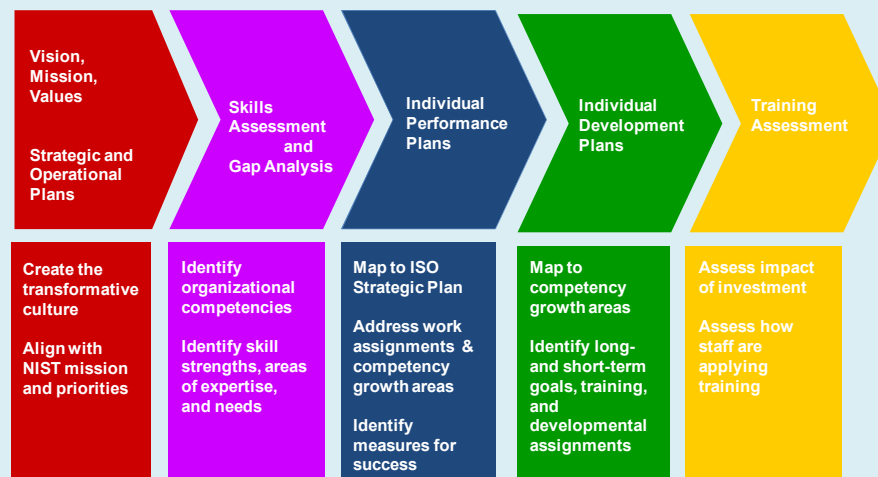 Vision,
Mission,
Values
Strategic and
Operational
Plans
Skills
Assessment
and
Gap Analysis
Individual
Performance
Plans
Individual
Development
Plans
Training
Assessment
Create the
transformative
culture
Align with
NIST mission
and priorities
Identify
organizational
competencies
Identify skill
strengths, areas
of expertise,
and needs
Map to ISO
Strategic Plan
Address work
assignments &
competency
growth areas
Identify
measures for
success
Map to
competency
growth areas
Identify long-
and short-term
goals, training,
and
developmental
assignments
Assess impact
of investment
Assess how
staff are
applying
training